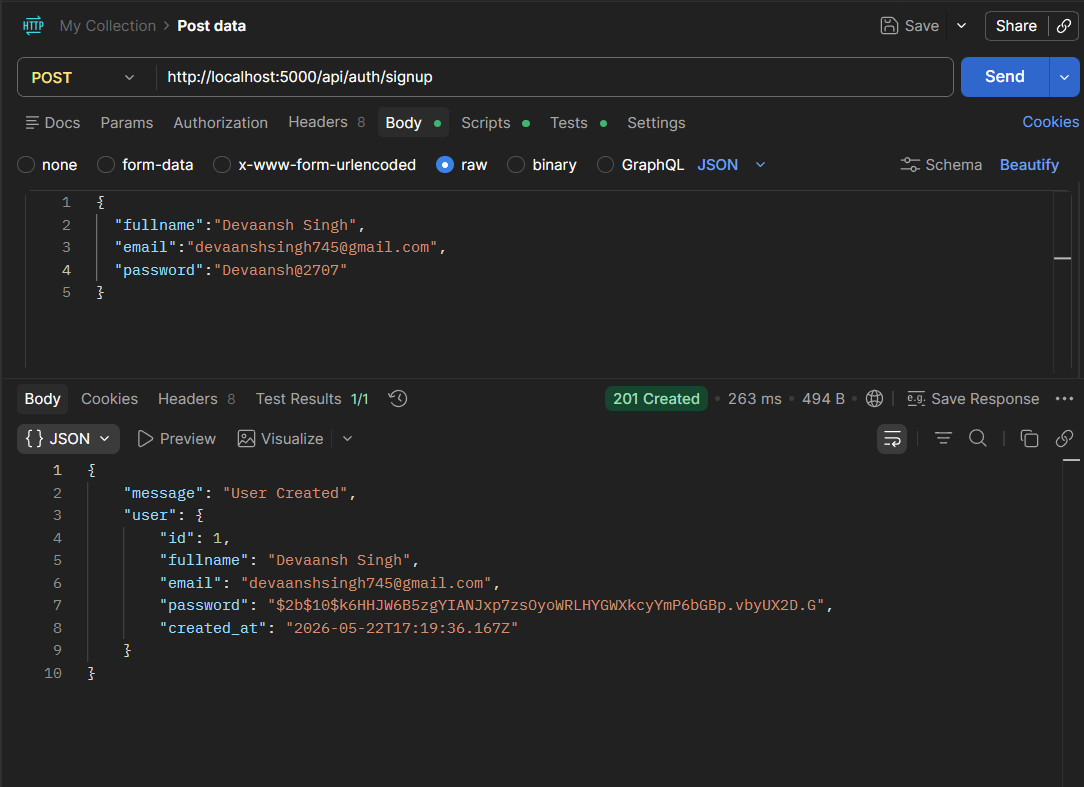 HTTP My Collection > Post data Save Share
POST http://localhost:5000/api/auth/signup Send
Docs Params Authorization Headers 8 Body Scripts Tests Settings Cookies
none form-data x-www-form-urlencoded raw binary GraphQL JSON Schema Beautify
1 {
2 "fullname":"Devaansh Singh",
3 "email":"devaanshsingh745@gmail.com",
4 "password":"Devaansh@2707"
5 }
Body Cookies Headers 8 Test Results 1/1 201 Created • 263 ms • 494 B • e.g. Save Response
{} JSON Preview Visualize
1 {
2 "message": "User Created",
3 "user": {
4 "id": 1,
5 "fullname": "Devaansh Singh",
6 "email": "devaanshsingh745@gmail.com",
7 "password": "$2b$10$k6HHJW6B5zgYIANJxp7zsOyoWRLHYGWXkcyYmP6bGBp.vbyUX2D.G",
8 "created_at": "2026-05-22T17:19:36.167Z"
9 }
10 }